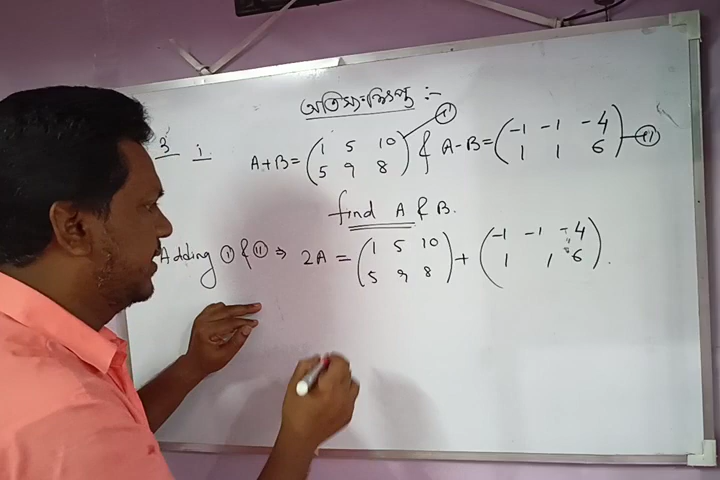 অতিসংক্ষিপ্ত :-
3 i A+B = (1 5 10 5 9 8) — (i) & A-B = (-1 -1 -4 1 1 6) — (ii)
find A & B.
Adding (i) & (ii) ⇒ 2A = (1 5 10 5 9 8) + (-1 -1 -4 1 1 6).